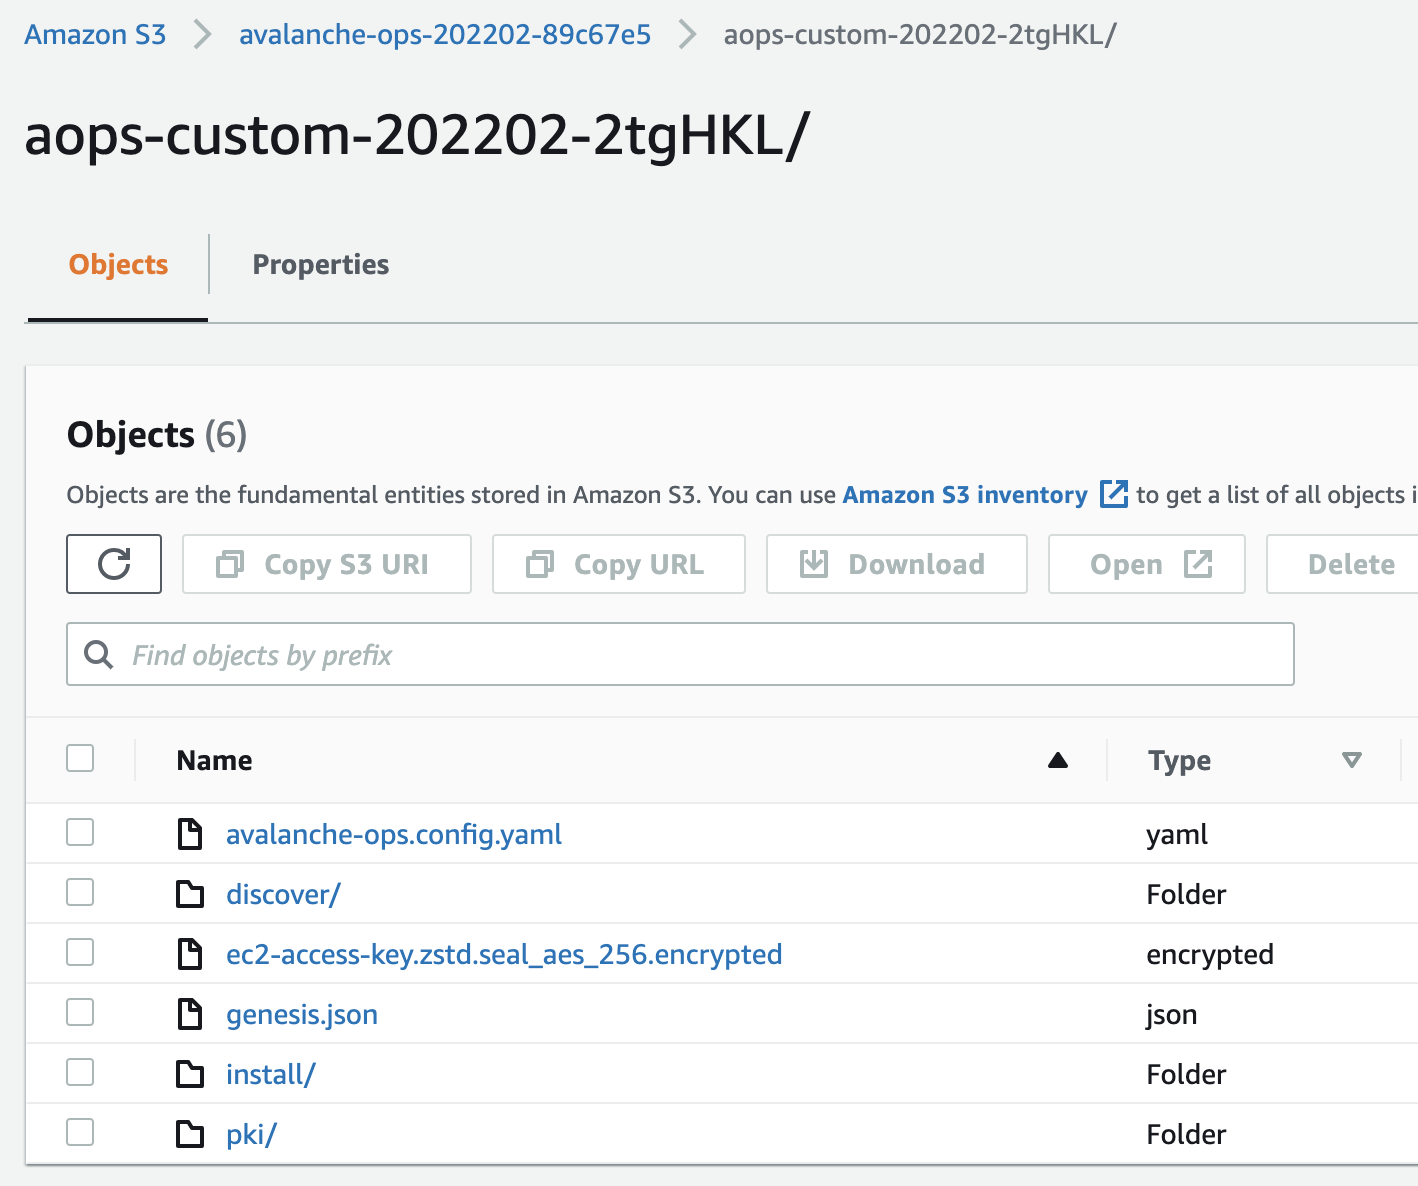 Amazon S3 avalanche-ops-202202-89c67e5 aops-custom-202202-2tgHKL/
aops-custom-202202-2tgHKL/
Objects Properties
Objects (6)
Objects are the fundamental entities stored in Amazon S3. You can use Amazon S3 inventory to get a list of all objects i
Copy S3 URI Copy URL Download Open Delete
Find objects by prefix
Name Type
avalanche-ops.config.yaml yaml
discover/ Folder
ec2-access-key.zstd.seal_aes_256.encrypted encrypted
genesis.json json
install/ Folder
pki/ Folder